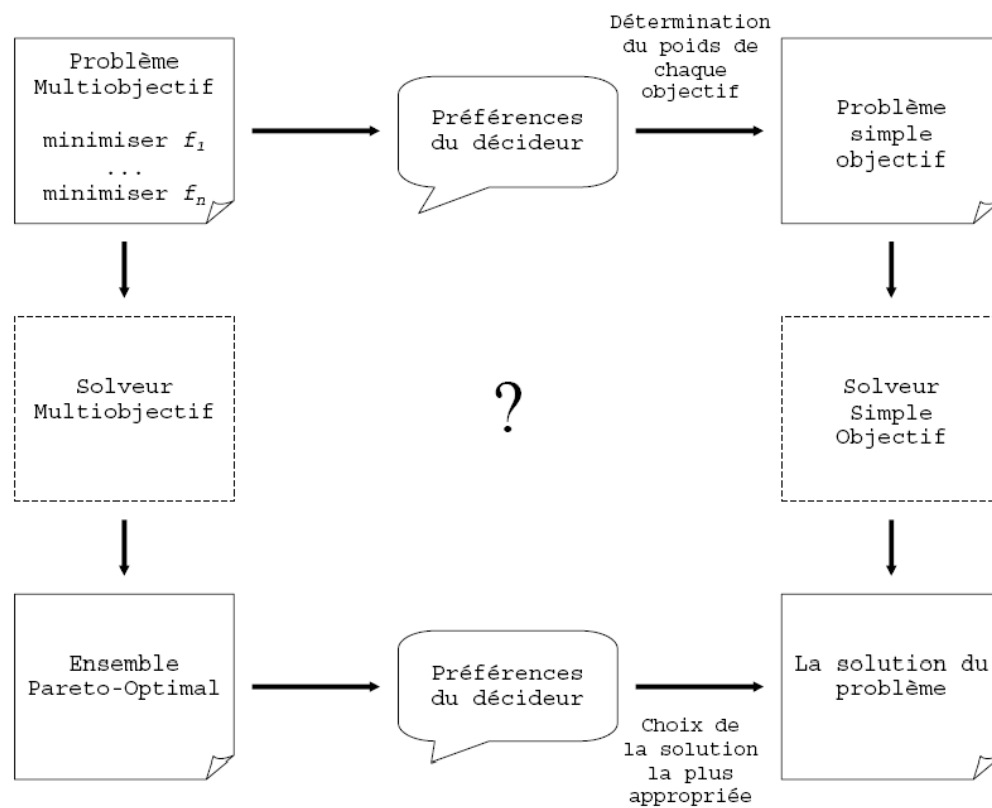 Problème
Multiobjectif
minimiser f1
...
minimiser fn
Préférences
du décideur
Détermination
du poids de
chaque
objectif
Problème
simple
objectif
Solveur
Multiobjectif
?
Solveur
Simple
Objectif
Ensemble
Pareto-Optimal
Préférences
du décideur
Choix de
la solution
la plus
appropriée
La solution du
problème